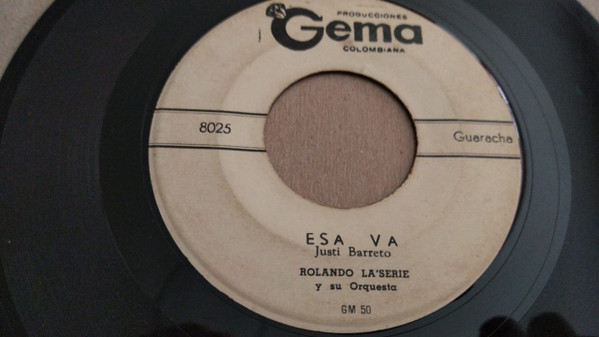 PRODUCCIONES
Gema
COLOMBIANA
8025
Guaracha
ESA VA
Justi Barreto
ROLANDO LA'SERIE
y su Orquesta
GM 50